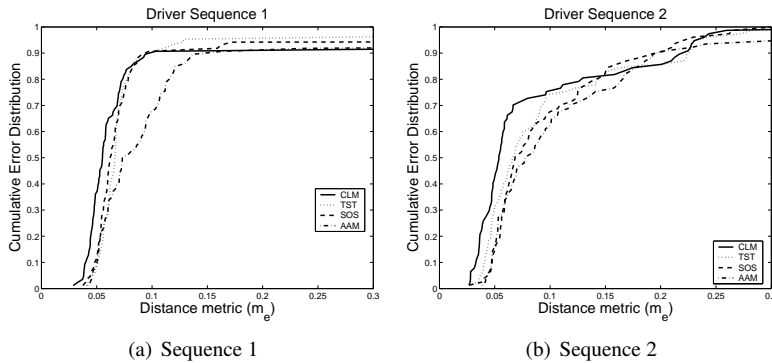 Driver Sequence 1
Cumulative Error Distribution
1
0.9
0.8
0.7
0.6
0.5
0.4
0.3
0.2
0.1
0
0
0.05
0.1
0.15
0.2
0.25
0.3
Distance metric (m_e)
CLM
TST
SOS
AAM
(a) Sequence 1
Driver Sequence 2
Cumulative Error Distribution
1
0.9
0.8
0.7
0.6
0.5
0.4
0.3
0.2
0.1
0
0
0.05
0.1
0.15
0.2
0.25
0.3
Distance metric (m_e)
CLM
TST
SOS
AAM
(b) Sequence 2